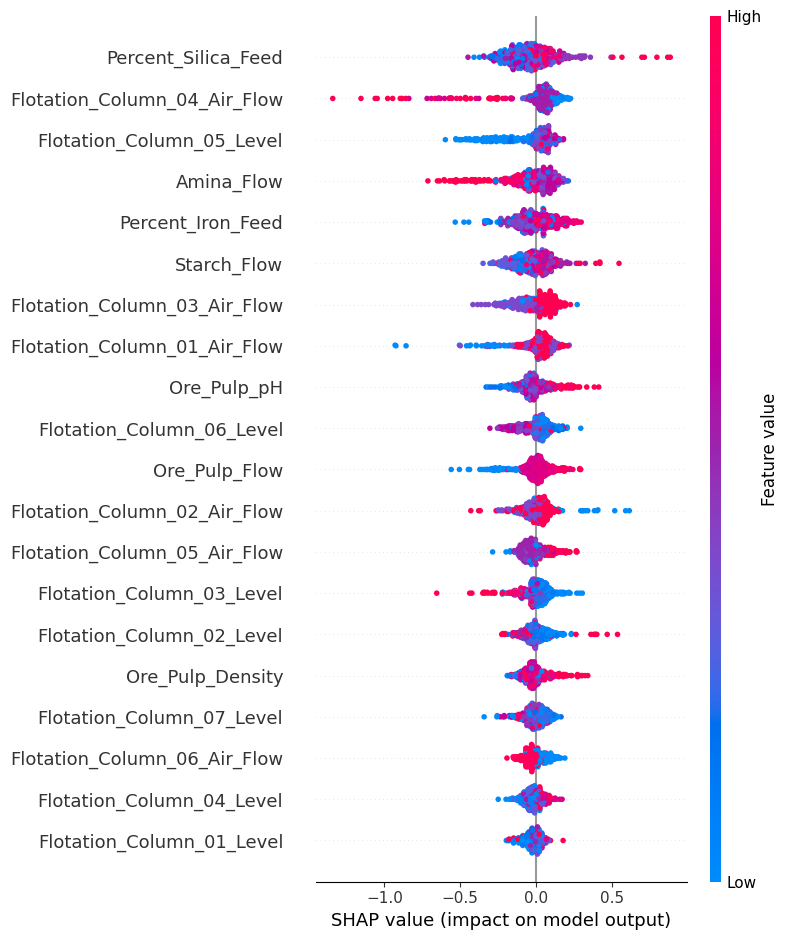 High
Percent_Silica_Feed
Flotation_Column_04_Air_Flow
Flotation_Column_05_Level
Amina_Flow
Percent_Iron_Feed
Starch_Flow
Flotation_Column_03_Air_Flow
Flotation_Column_01_Air_Flow
Ore_Pulp_pH
Flotation_Column_06_Level
Ore_Pulp_Flow
Flotation_Column_02_Air_Flow
Flotation_Column_05_Air_Flow
Flotation_Column_03_Level
Flotation_Column_02_Level
Ore_Pulp_Density
Flotation_Column_07_Level
Flotation_Column_06_Air_Flow
Flotation_Column_04_Level
Flotation_Column_01_Level
Feature value
Low
−1.0 −0.5 0.0 0.5
SHAP value (impact on model output)